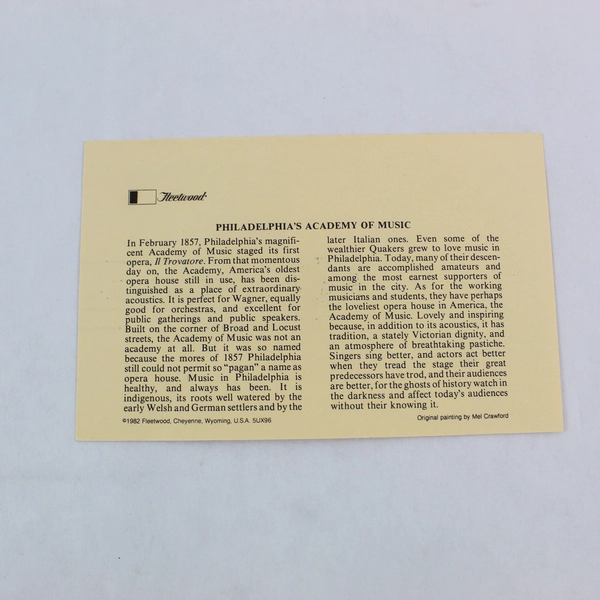 Fleetwood
PHILADELPHIA'S ACADEMY OF MUSIC
In February 1857, Philadelphia's magnifi-
cent Academy of Music staged its first
opera, Il Trovatore. From that momentous
day on, the Academy, America's oldest
opera house still in use, has been dis-
tinguished as a place of extraordinary
acoustics. It is perfect for Wagner, equally
good for orchestras, and excellent for
public gatherings and public speakers.
Built on the corner of Broad and Locust
streets, the Academy of Music was not an
academy at all. But it was so named
because the mores of 1857 Philadelphia
still could not permit so "pagan" a name as
opera house. Music in Philadelphia is
healthy, and always has been. It is
indigenous, its roots well watered by the
early Welsh and German settlers and by the
later Italian ones. Even some of the
wealthier Quakers grew to love music in
Philadelphia. Today, many of their descen-
dants are accomplished amateurs and
among the most earnest supporters of
music in the city. As for the working
musicians and students, they have perhaps
the loveliest opera house in America, the
Academy of Music. Lovely and inspiring
because, in addition to its acoustics, it has
tradition, a stately Victorian dignity, and
an atmosphere of breathtaking pastiche.
Singers sing better, and actors act better
when they tread the stage their great
predecessors have trod, and their audiences
are better, for the ghosts of history watch in
the darkness and affect today's audiences
without their knowing it.
©1982 Fleetwood, Cheyenne, Wyoming, U.S.A. 5UX96
Original painting by Mel Crawford